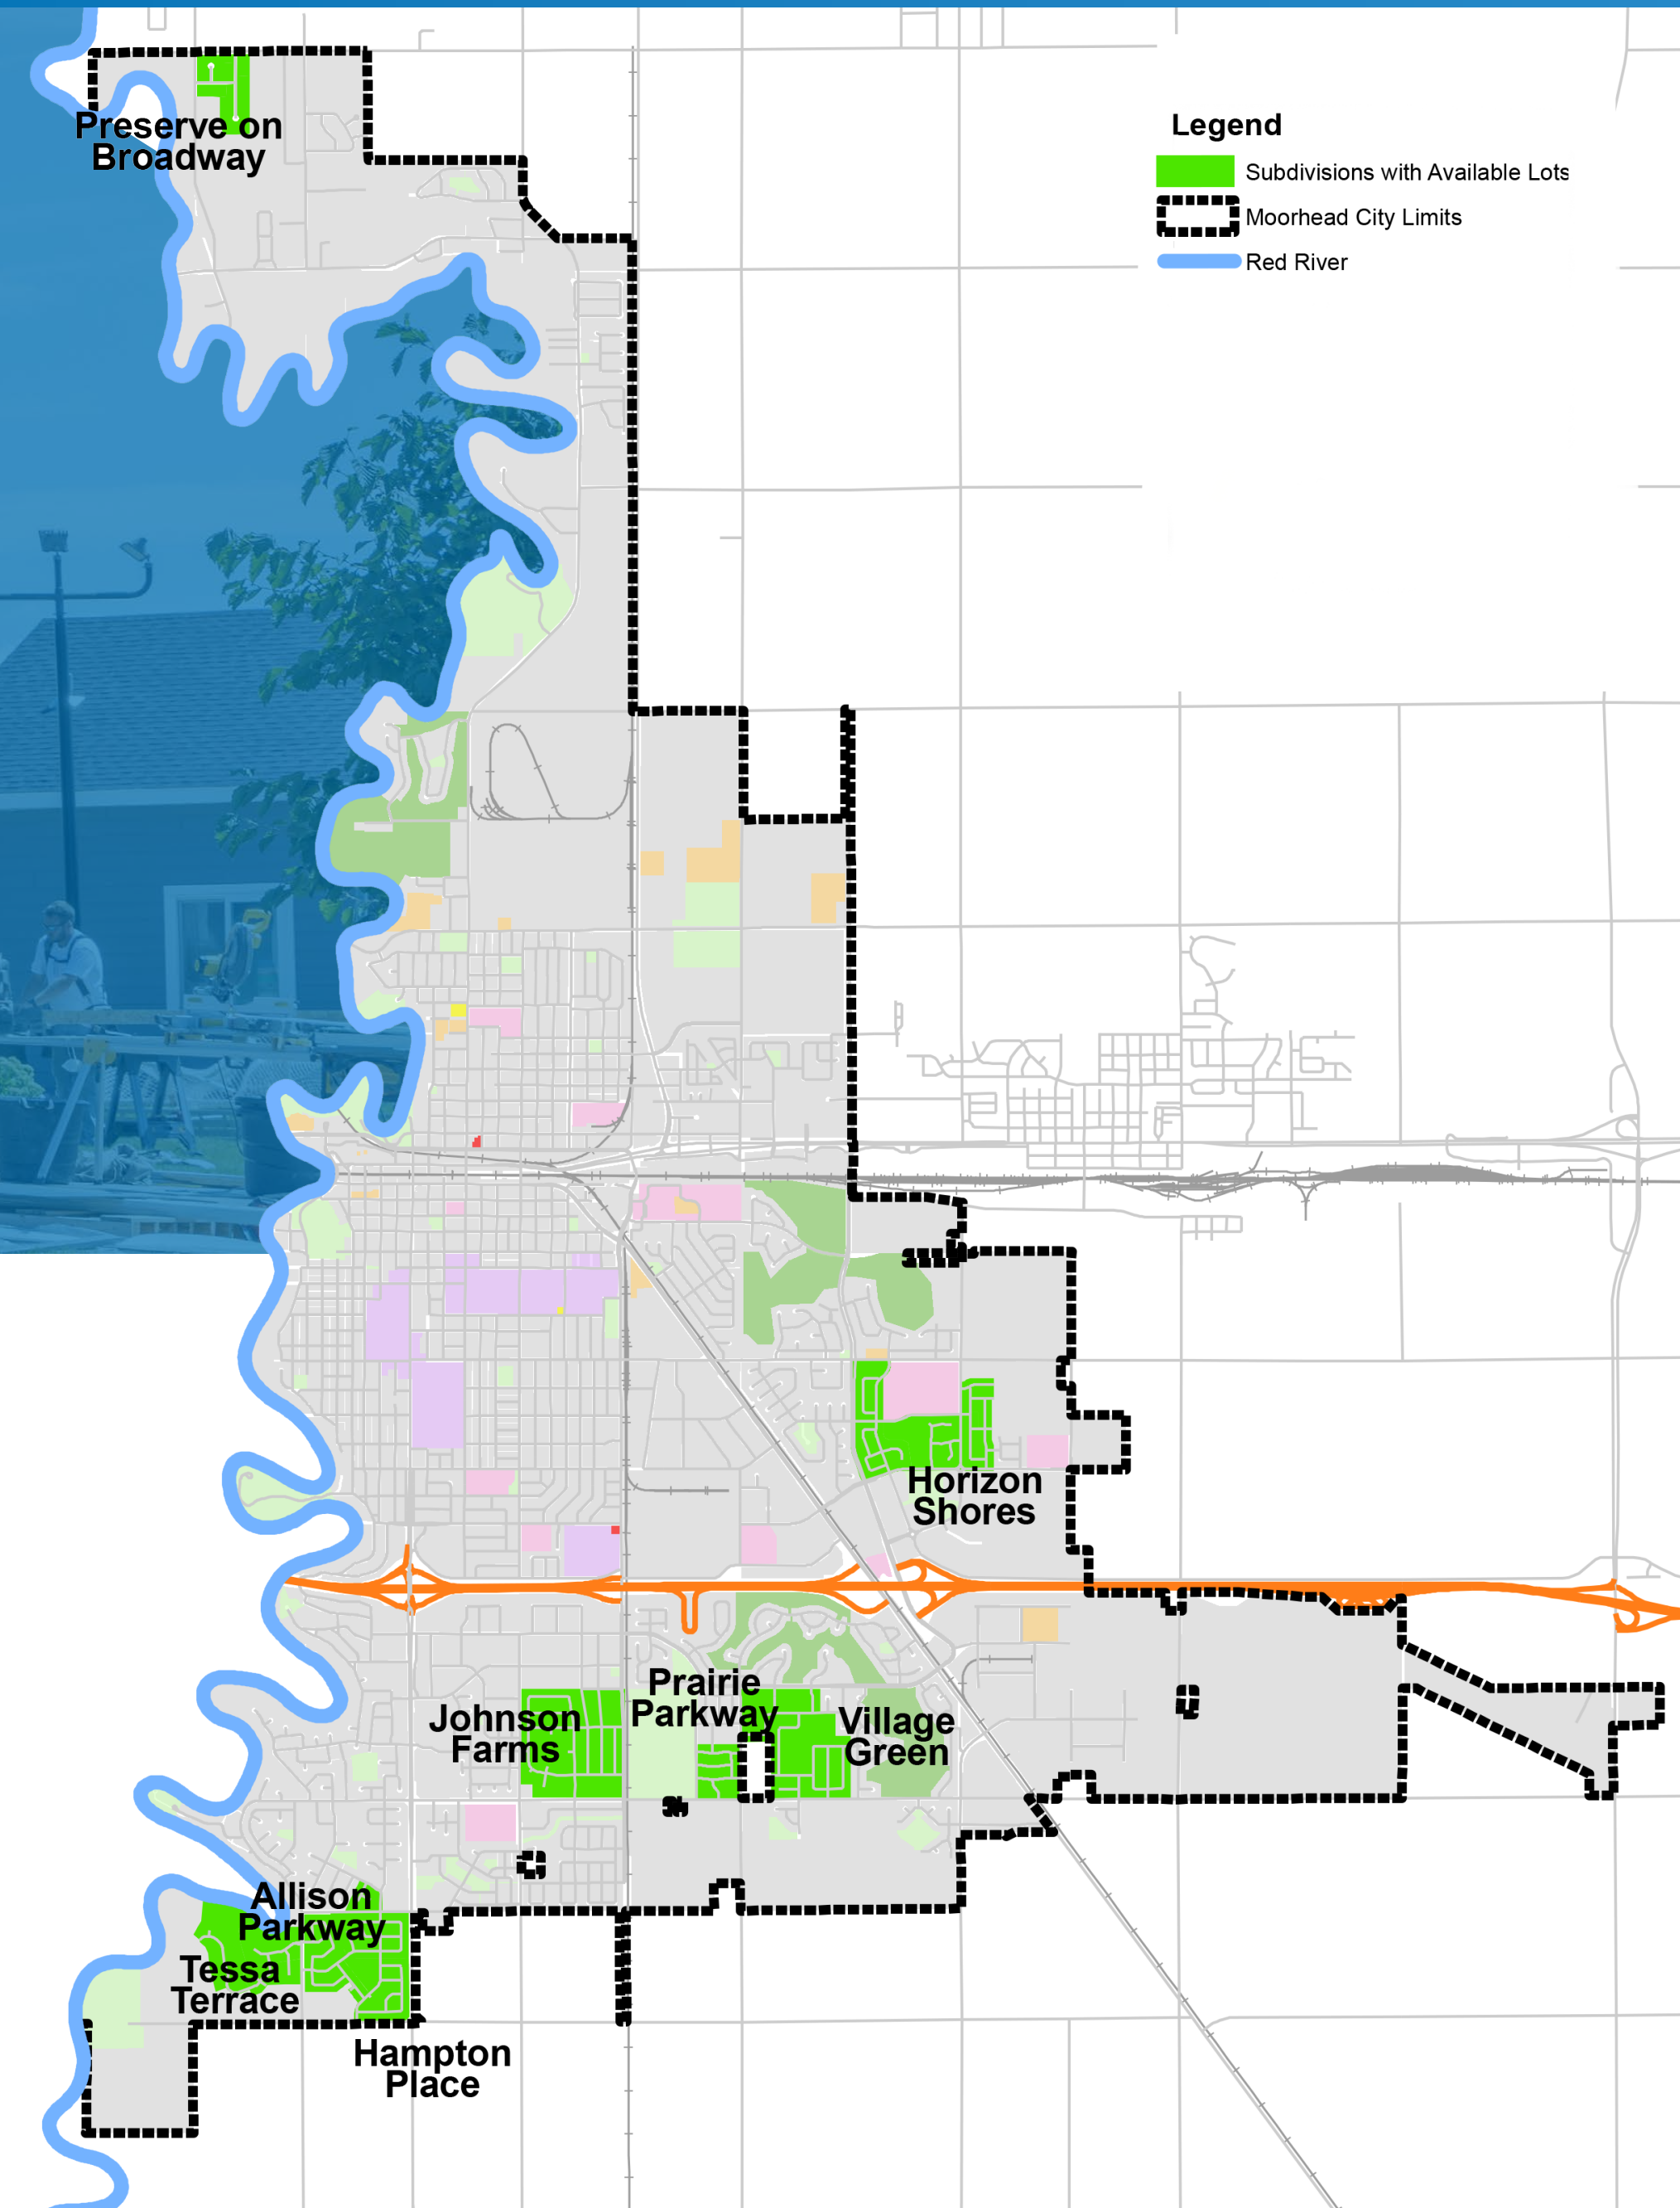 Preserve on
Broadway
Legend
Subdivisions with Available Lots
Moorhead City Limits
Red River
Horizon
Shores
Prairie
Parkway
Johnson
Farms
Village
Green
Allison
Parkway
Tessa
Terrace
Hampton
Place